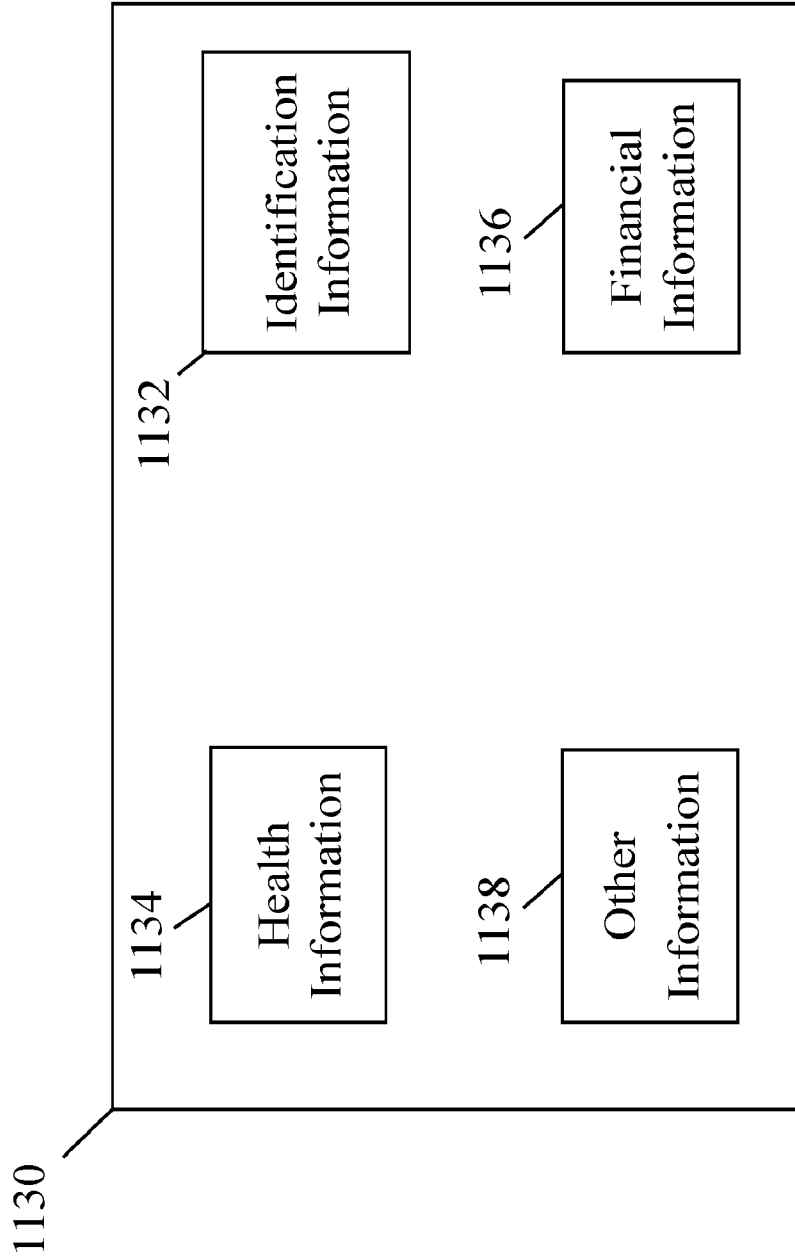 1130
1134
Health
Information
1132
Identification
Information
1138
Other
Information
1136
Financial
Information